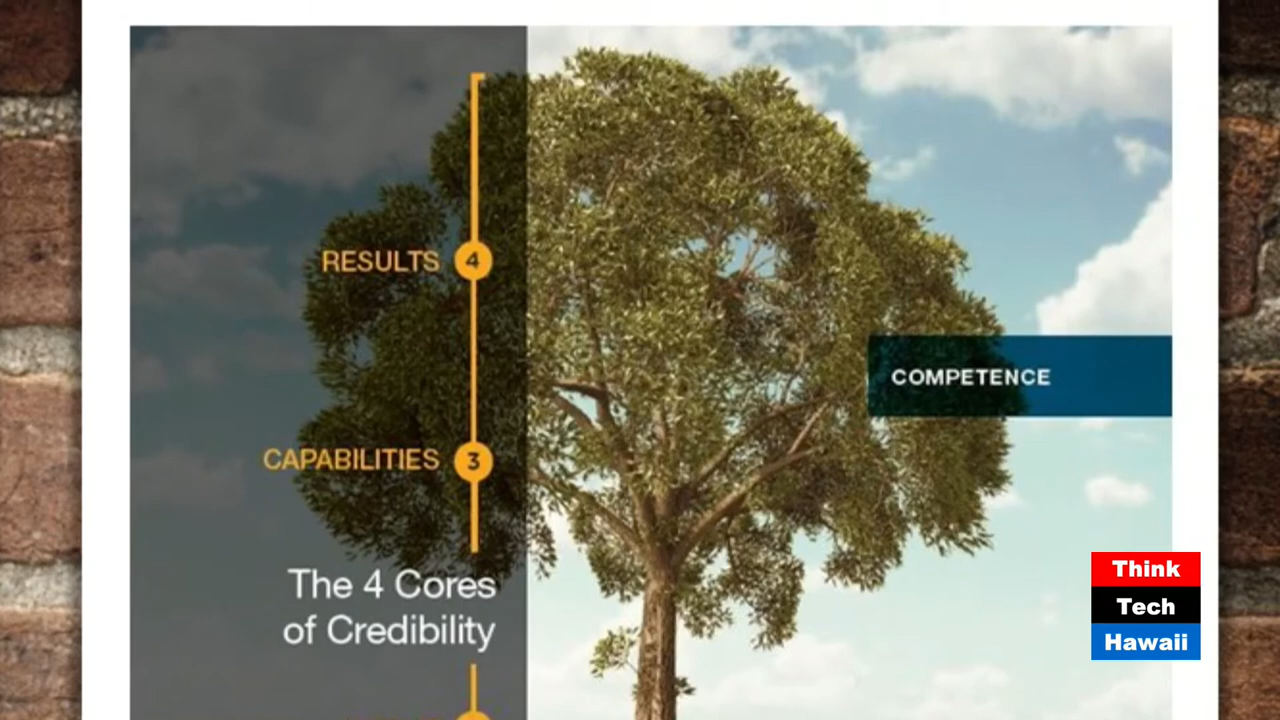 RESULTS 4
COMPETENCE
CAPABILITIES 3
The 4 Cores
of Credibility
Think
Tech
Hawaii